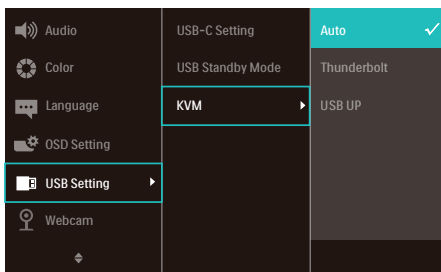 Audio
Color
Language
OSD Setting
USB Setting
Webcam
USB-C Setting
USB Standby Mode
KVM
Auto
Thunderbolt
USB UP